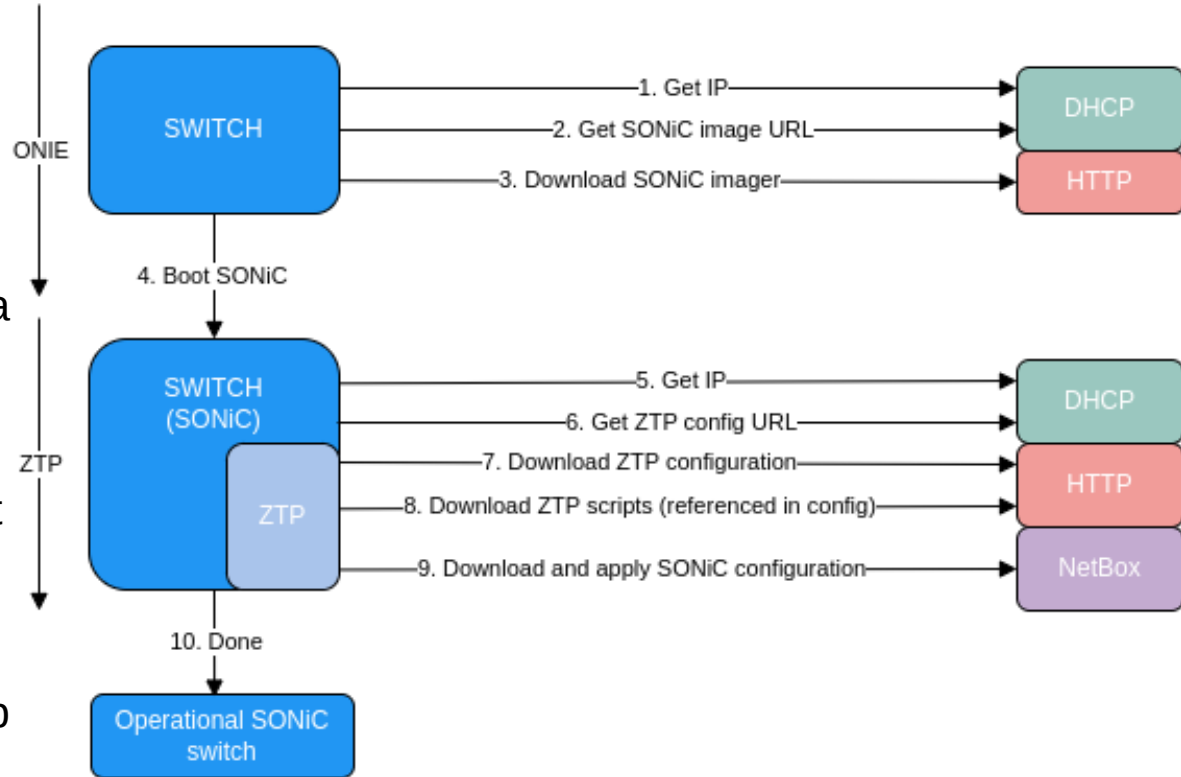 1. Get IP
SWITCH
2. Get SONiC image URL
DHCP
ONIE
3. Download SONiC imager
HTTP
4. Boot SONiC
a
SWITCH
(SONiC)
5. Get IP
6. Get ZTP config URL
DHCP
ZTP
7. Download ZTP configuration
HTTP
t
ZTP
8. Download ZTP scripts (referenced in config)
9. Download and apply SONiC configuration
NetBox
10. Done
Operational SONiC
switch